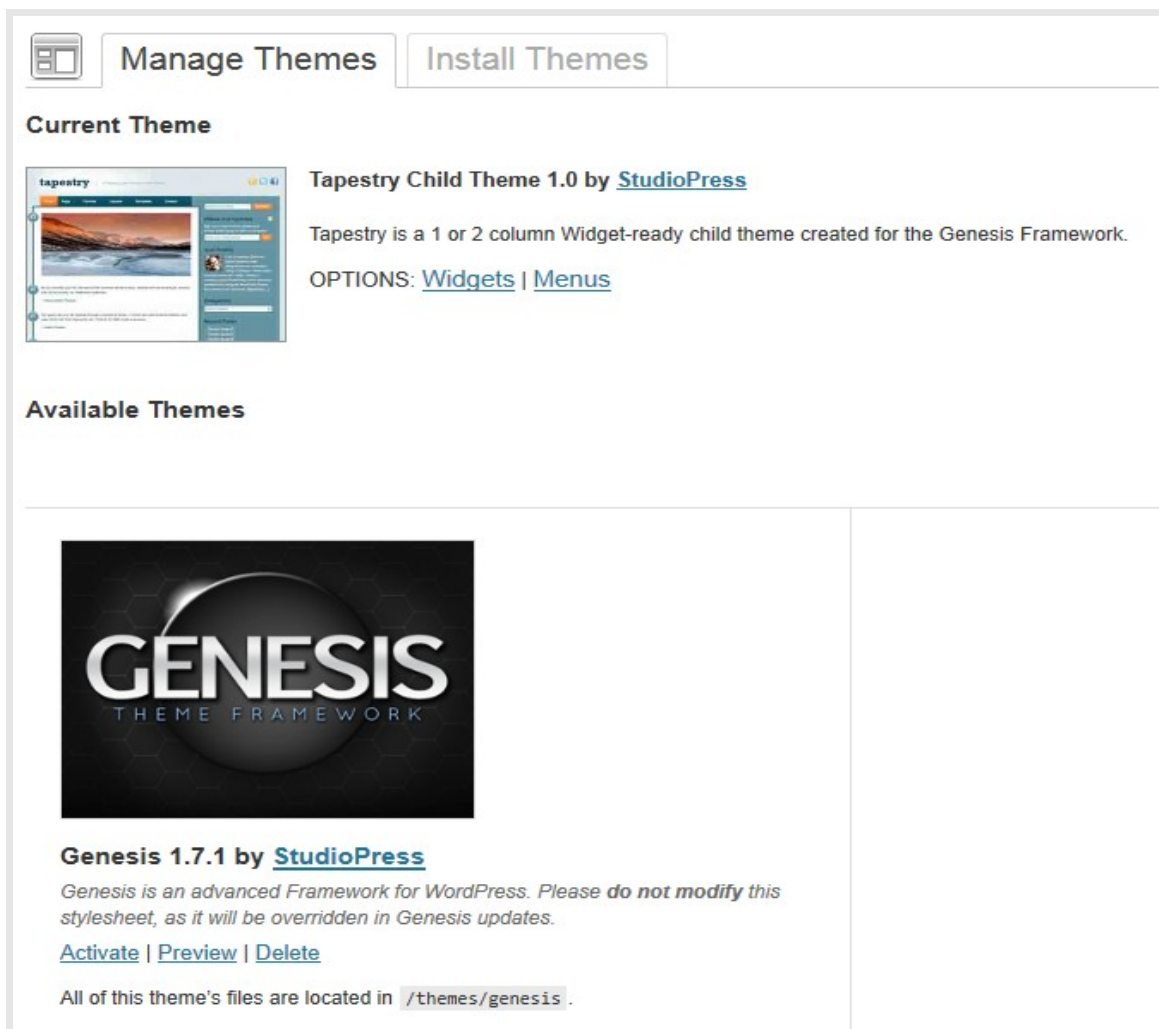 Manage Themes
Install Themes
Current Theme
tapestry
Tapestry Child Theme 1.0 by StudioPress
Tapestry is a 1 or 2 column Widget-ready child theme created for the Genesis Framework.
OPTIONS: Widgets | Menus
Available Themes
GENESIS
THEME FRAMEWORK
Genesis 1.7.1 by StudioPress
Genesis is an advanced Framework for WordPress. Please do not modify this
stylesheet, as it will be overridden in Genesis updates.
Activate | Preview | Delete
All of this theme's files are located in /themes/genesis.